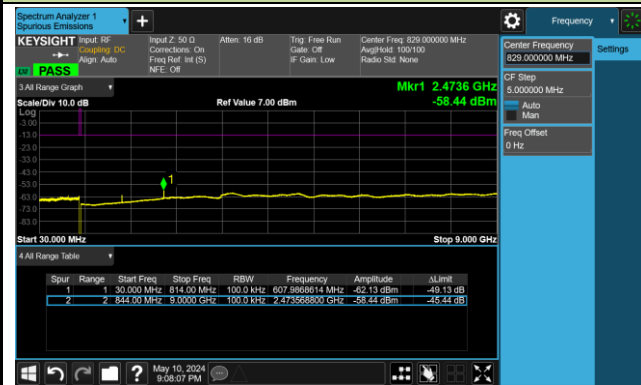 Spectrum Analyzer 1
Spurious Emissions
Frequency
KEYSIGHT
Input: RF
Coupling: DC
Align: Auto
Input Z: 50 Ω
Corrections: On
Freq Ref: Int (S)
NFE: Off
Atten: 16 dB
Trig: Free Run
Gate: Off
IF Gain: Low
Center Freq: 829.000000 MHz
Avg|Hold: 100/100
Radio Std: None
PASS
Center Frequency
829.000000 MHz
Settings
CF Step
5.000000 MHz
Auto
Man
Freq Offset
0 Hz
3 All Range Graph
Mkr1 2.4736 GHz
Scale/Div 10.0 dB
Ref Value 7.00 dBm
-58.44 dBm
Log
-3.00
-13.0
-23.0
-33.0
-43.0
-53.0
-63.0
-73.0
-83.0
1
Start 30.000 MHz
Stop 9.000 GHz
4 All Range Table
Spur Range Start Freq Stop Freq RBW Frequency Amplitude ΔLimit
1 1 30.000 MHz 814.00 MHz 100.0 kHz 607.9868614 MHz -62.13 dBm -49.13 dB
2 2 844.00 MHz 9.0000 GHz 100.0 kHz 2.473568800 GHz -58.44 dBm -45.44 dB
May 10, 2024
9:08:07 PM